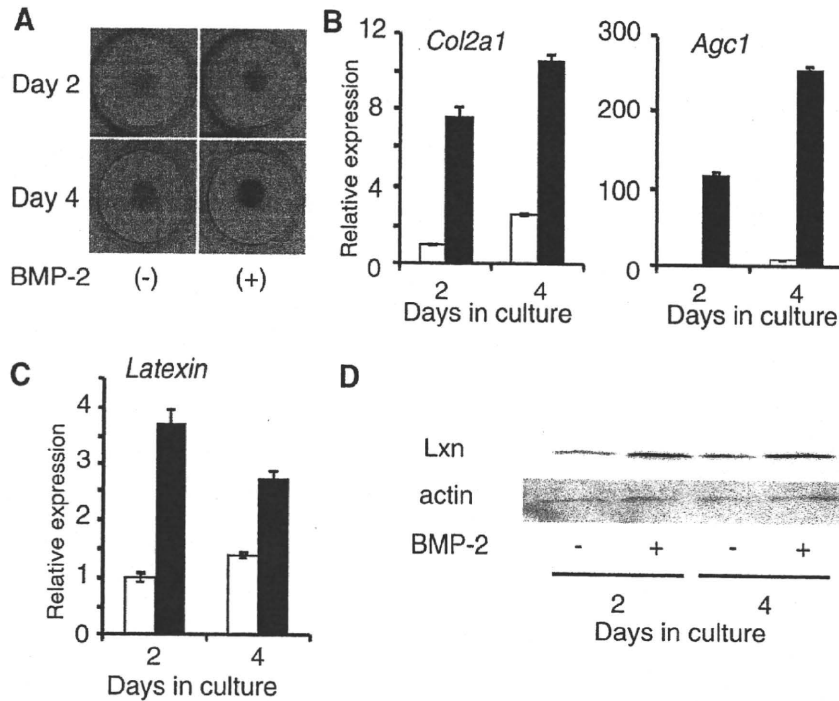 A
Day 2
Day 4
BMP-2 (-) (+)
B
Col2a1
Relative expression
12
8
4
0
2 4
Days in culture
Agc1
300
200
100
0
2 4
Days in culture
C
Latexin
Relative expression
4
3
2
1
0
2 4
Days in culture
D
Lxn
actin
BMP-2 - + - +
2 4
Days in culture